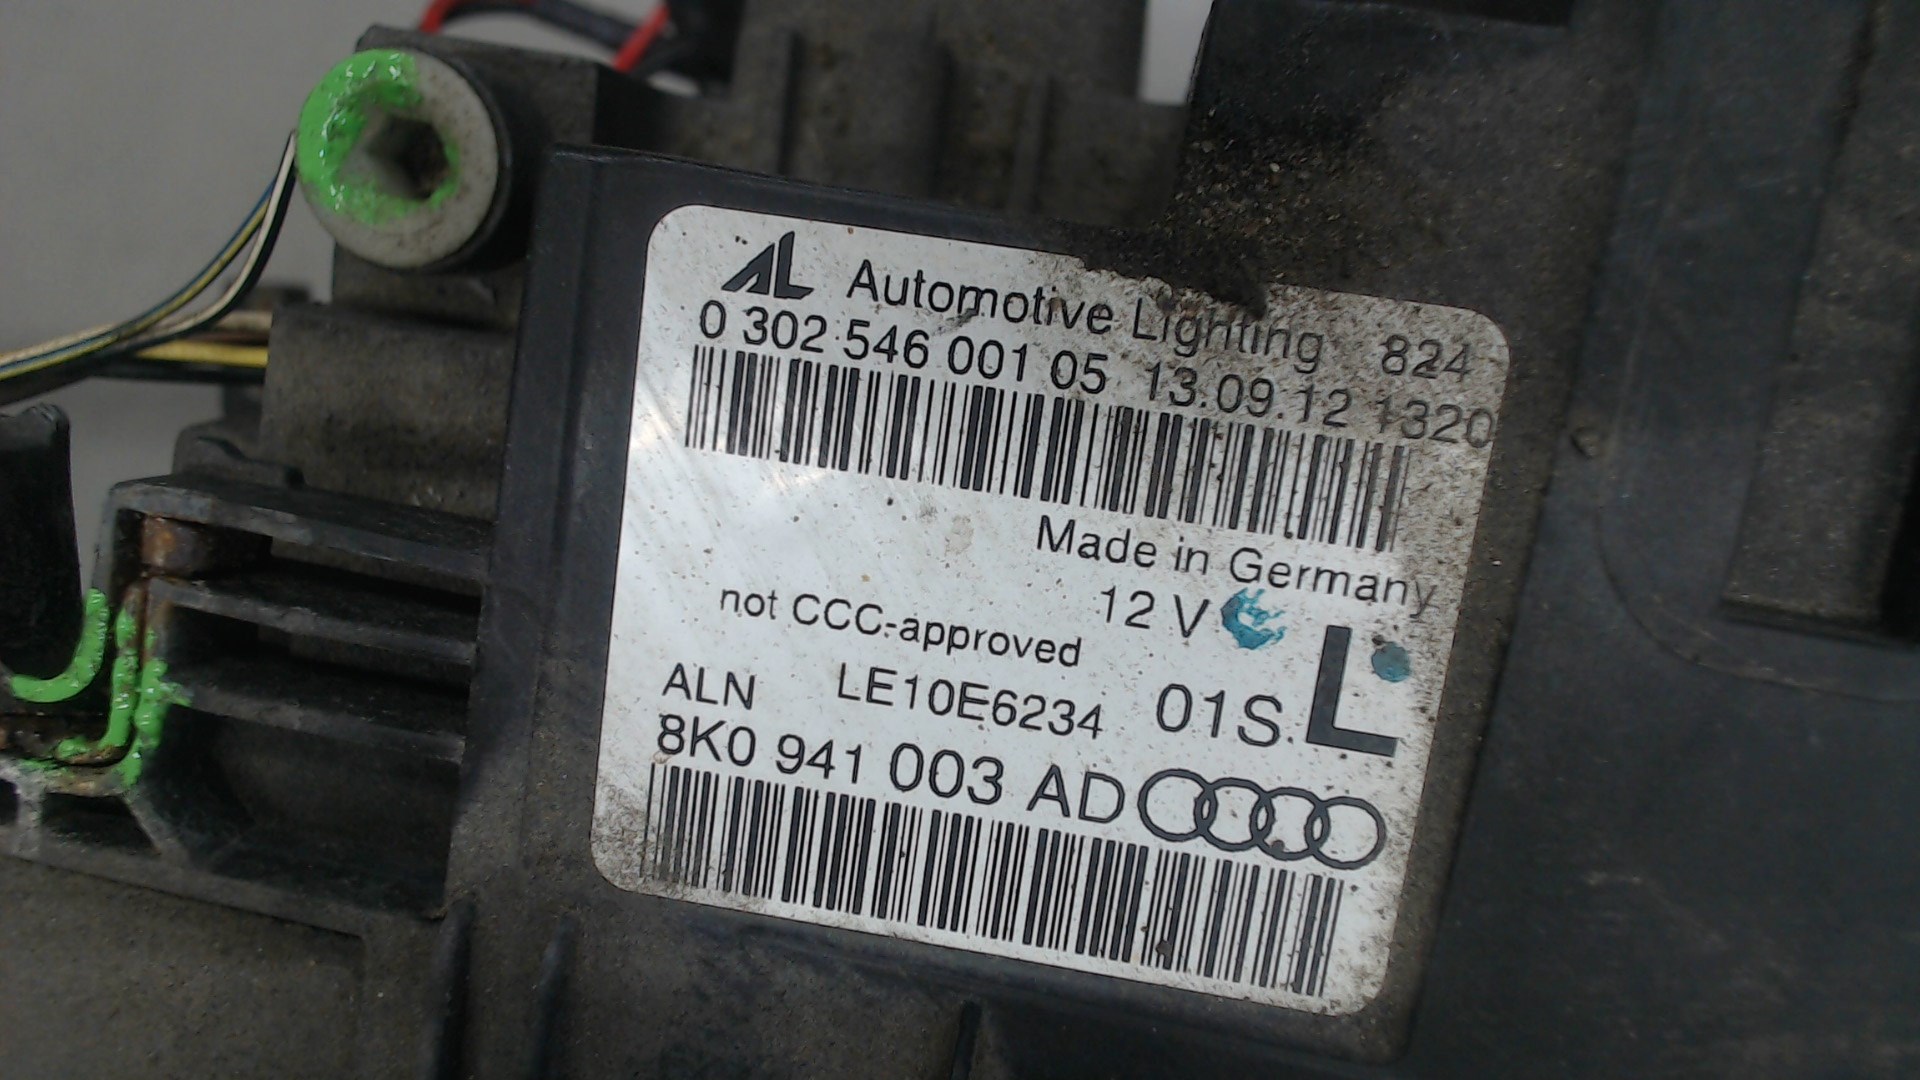 AL Automotive Lighting 824
0 302 546 001 05 13.09.12 1320
Made in Germany
12 V
not CCC-approved
L
ALN LE10E6234 01S
8K0 941 003 AD